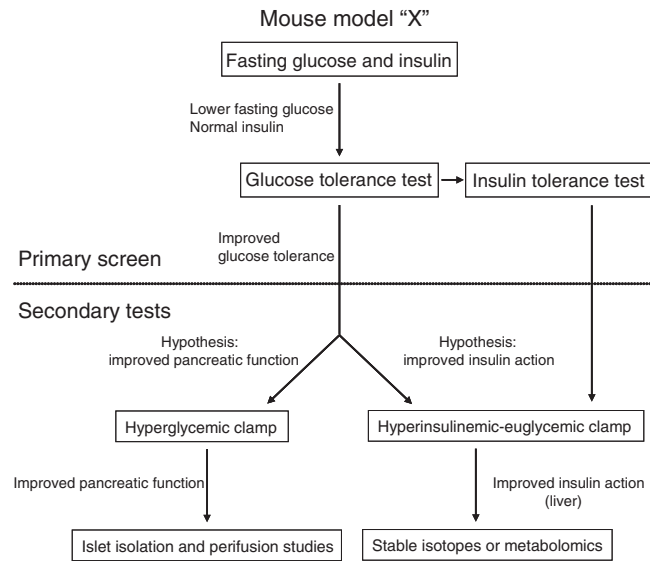 Mouse model “X”
Fasting glucose and insulin
Lower fasting glucose
Normal insulin
Glucose tolerance test
Insulin tolerance test
Improved
glucose tolerance
Primary screen
Secondary tests
Hypothesis:
improved pancreatic function
Hypothesis:
improved insulin action
Hyperglycemic clamp
Hyperinsulinemic-euglycemic clamp
Improved pancreatic function
Improved insulin action
(liver)
Islet isolation and perifusion studies
Stable isotopes or metabolomics